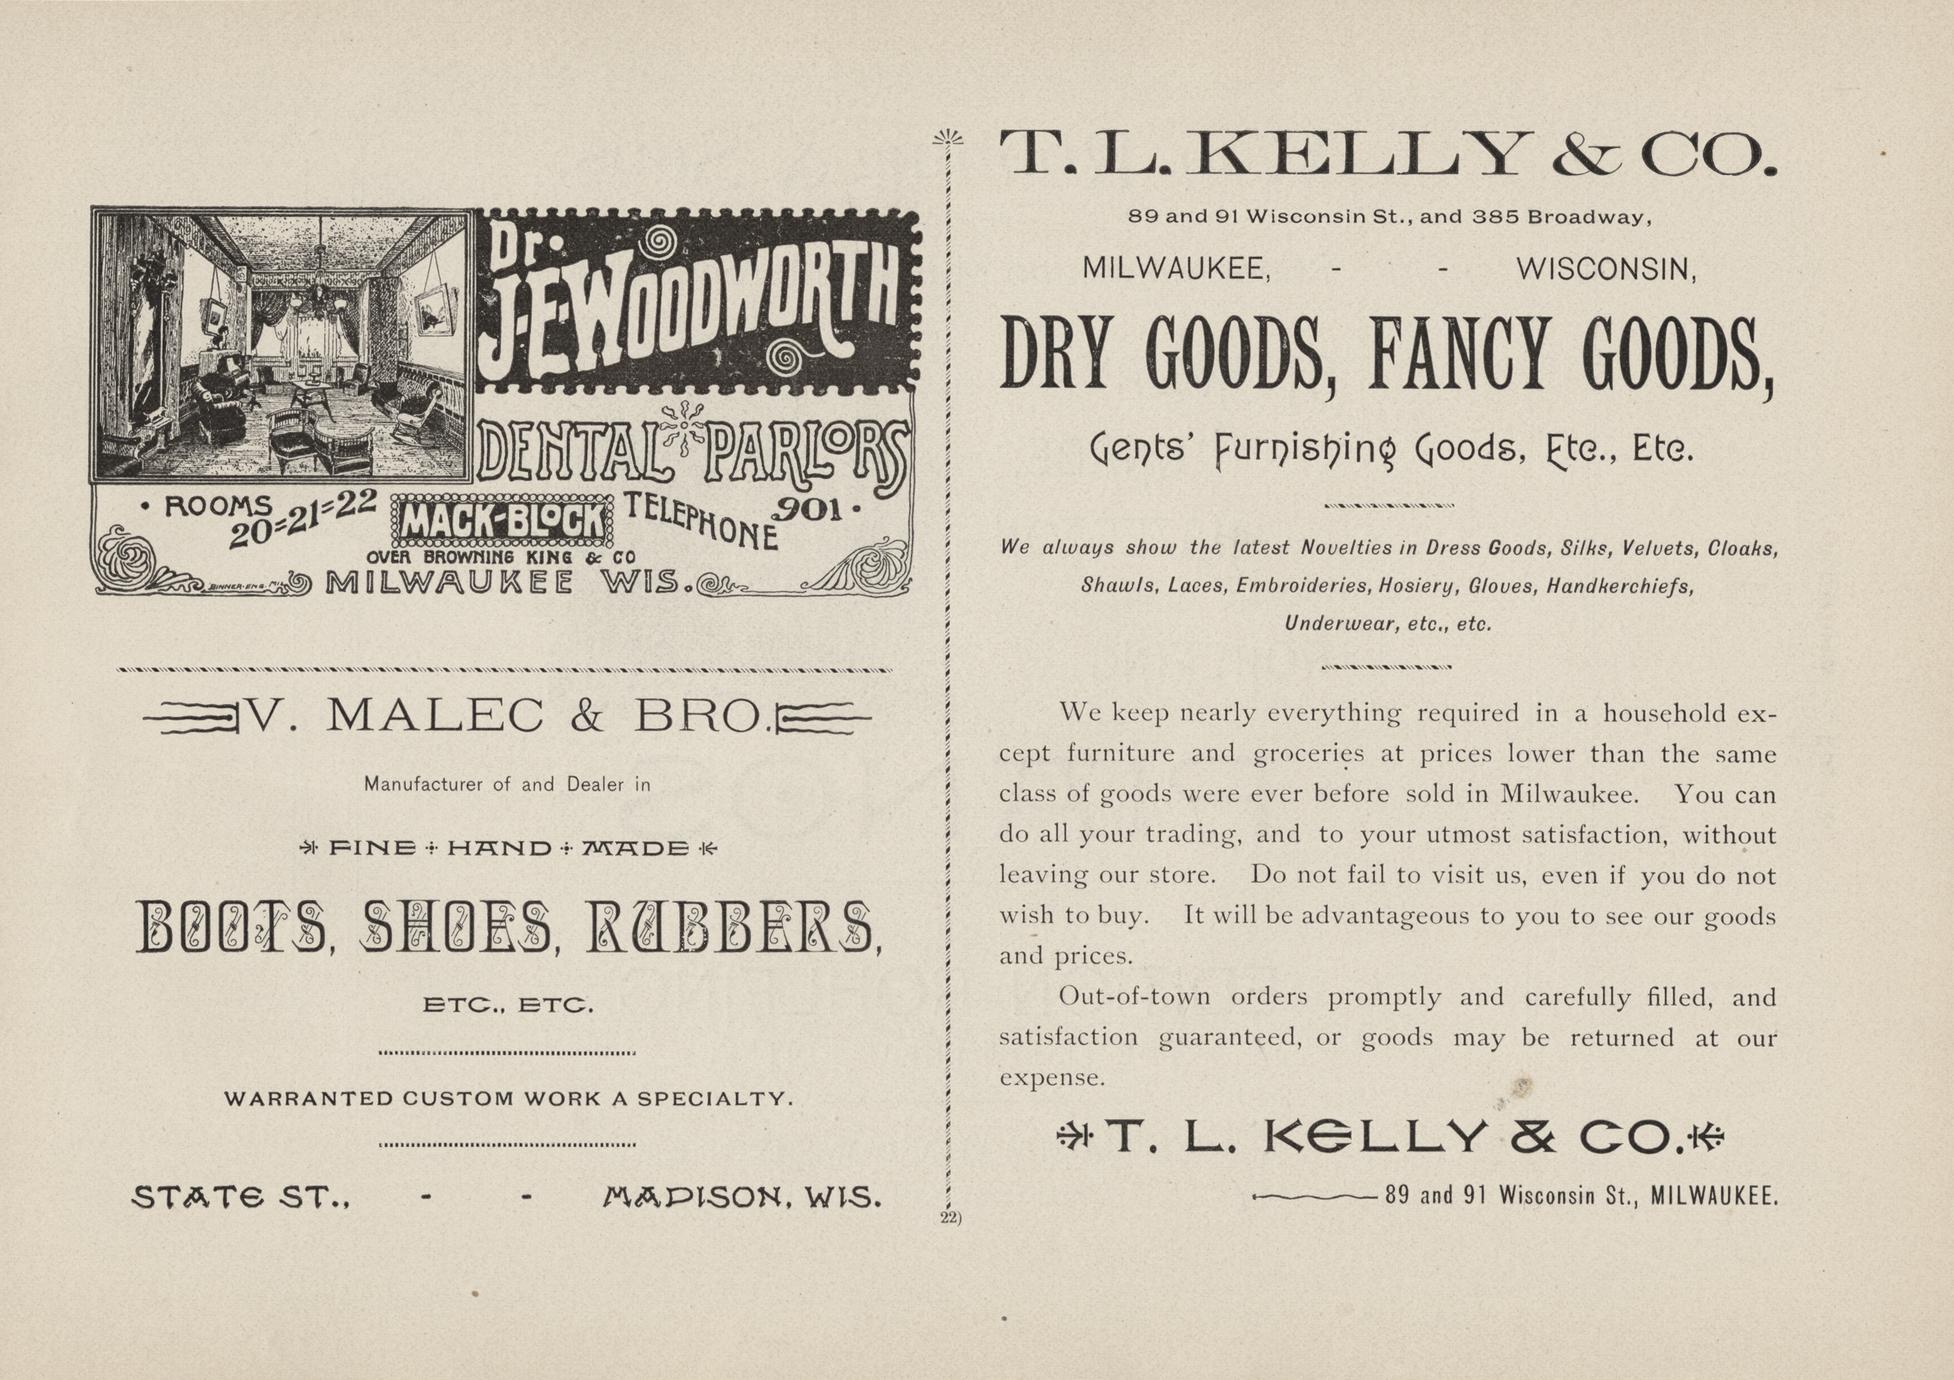 Dr. J.E. WOODWORTH
DENTAL PARLORS
· ROOMS 20=21=22
MACK-BLOCK
TELEPHONE 901 ·
OVER BROWNING KING & CO
BINNER-ENG. MIL
MILWAUKEE WIS.
V. MALEC & BRO.
Manufacturer of and Dealer in
FINE HAND MADE
BOOTS, SHOES, RUBBERS,
ETC., ETC.
WARRANTED CUSTOM WORK A SPECIALTY.
STATE ST., - - MADISON, WIS.
22)
T. L. KELLY & CO.
89 and 91 Wisconsin St., and 385 Broadway,
MILWAUKEE, - - WISCONSIN,
DRY GOODS, FANCY GOODS,
Gents' Furnishing Goods, Etc., Etc.
We always show the latest Novelties in Dress Goods, Silks, Velvets, Cloaks,
Shawls, Laces, Embroideries, Hosiery, Gloves, Handkerchiefs,
Underwear, etc., etc.
We keep nearly everything required in a household ex-
cept furniture and groceries at prices lower than the same
class of goods were ever before sold in Milwaukee. You can
do all your trading, and to your utmost satisfaction, without
leaving our store. Do not fail to visit us, even if you do not
wish to buy. It will be advantageous to you to see our goods
and prices.
Out-of-town orders promptly and carefully filled, and
satisfaction guaranteed, or goods may be returned at our
expense.
T. L. KELLY & CO.
89 and 91 Wisconsin St., MILWAUKEE.